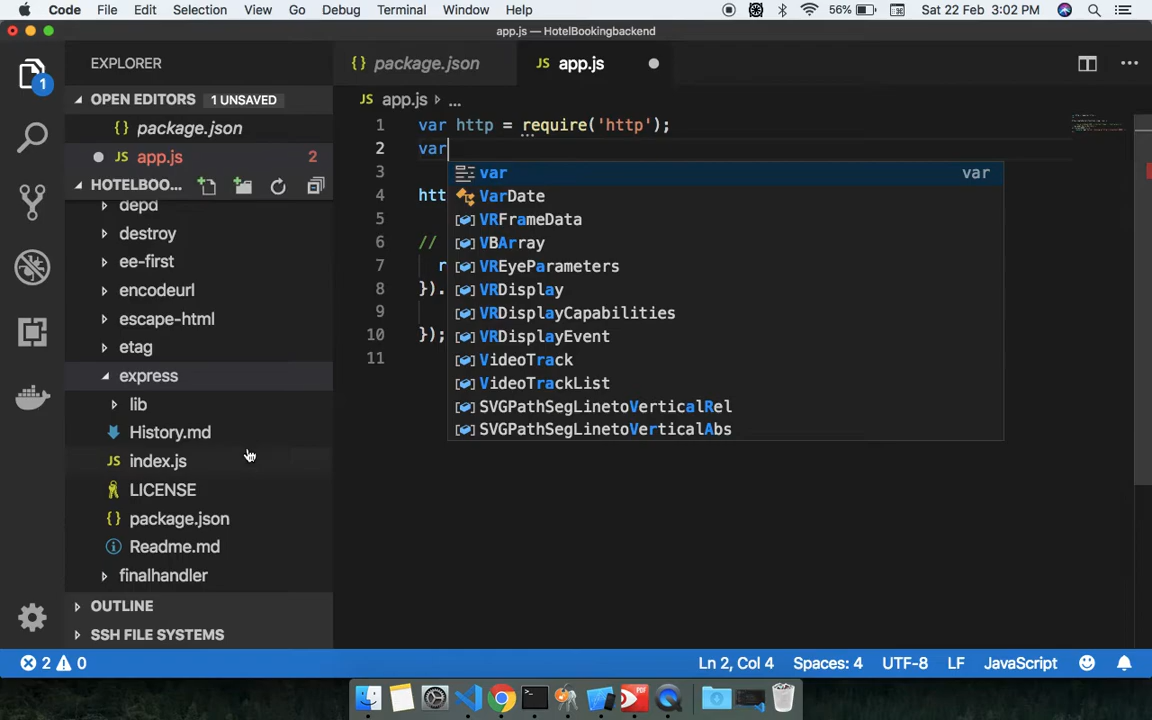 Code File Edit Selection View Go Debug Terminal Window Help 56% Sat 22 Feb 3:02 PM
app.js — HotelBookingbackend
EXPLORER
{ } package.json JS app.js
OPEN EDITORS 1 UNSAVED
JS app.js ...
{ } package.json
JS app.js 2
HOTELBOO...
depd
destroy
ee-first
encodeurl
escape-html
etag
express
lib
History.md
JS index.js
LICENSE
{ } package.json
Readme.md
finalhandler
OUTLINE
SSH FILE SYSTEMS
1
1 var http = require('http');
2 var
3
4 htt
5
6 //
7 r
8 }).
9
10 });
11
var var
VarDate
VRFrameData
VBArray
VREyeParameters
VRDisplay
VRDisplayCapabilities
VRDisplayEvent
VideoTrack
VideoTrackList
SVGPathSegLinetoVerticalRel
SVGPathSegLinetoVerticalAbs
2 0 Ln 2, Col 4 Spaces: 4 UTF-8 LF JavaScript
PDF